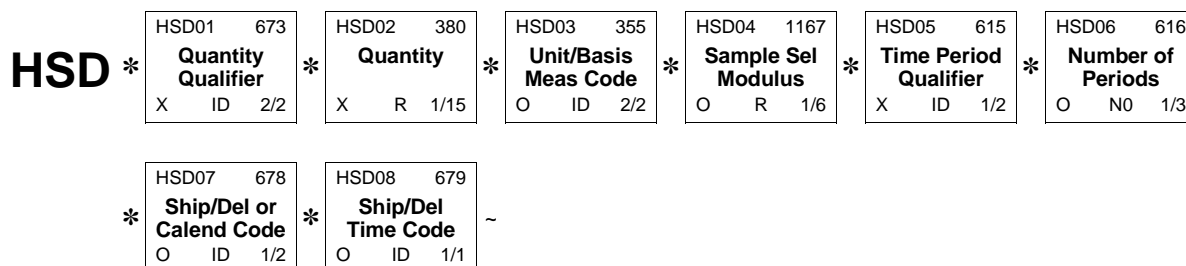 HSD01 673 HSD02 380 HSD03 355 HSD04 1167 HSD05 615 HSD06 616
HSD * Quantity Qualifier * Quantity * Unit/Basis Meas Code * Sample Sel Modulus * Time Period Qualifier * Number of Periods
X ID 2/2 X R 1/15 O ID 2/2 O R 1/6 X ID 1/2 O N0 1/3
HSD07 678 HSD08 679
* Ship/Del or Calend Code * Ship/Del Time Code ~
O ID 1/2 O ID 1/1